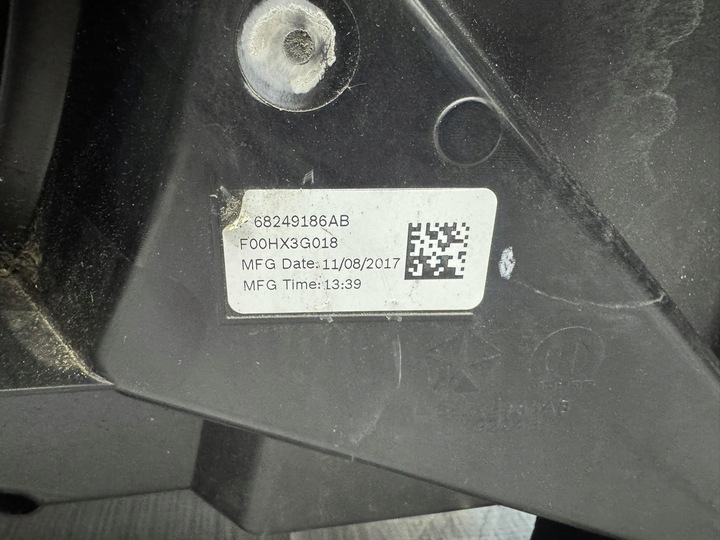 68249186AB
F00HX3G018
MFG Date: 11/08/2017
MFG Time: 13:39